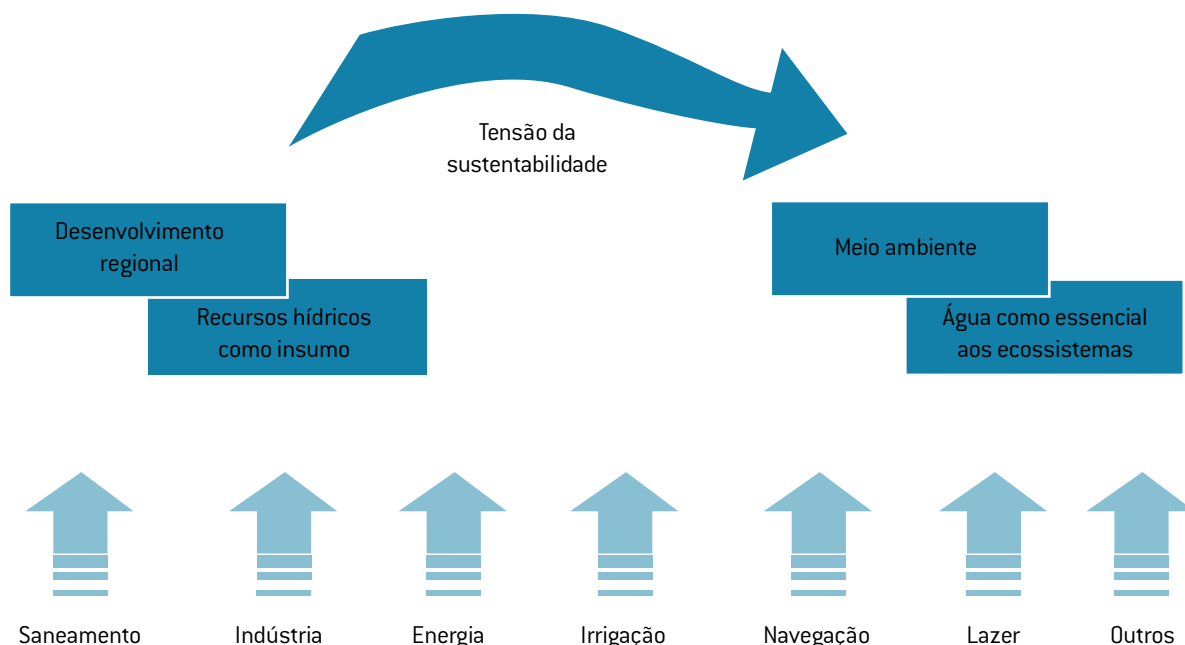 Tensão da
sustentabilidade
Desenvolvimento
regional
Recursos hídricos
como insumo
Meio ambiente
Água como essencial
aos ecossistemas
Saneamento
Indústria
Energia
Irrigação
Navegação
Lazer
Outros